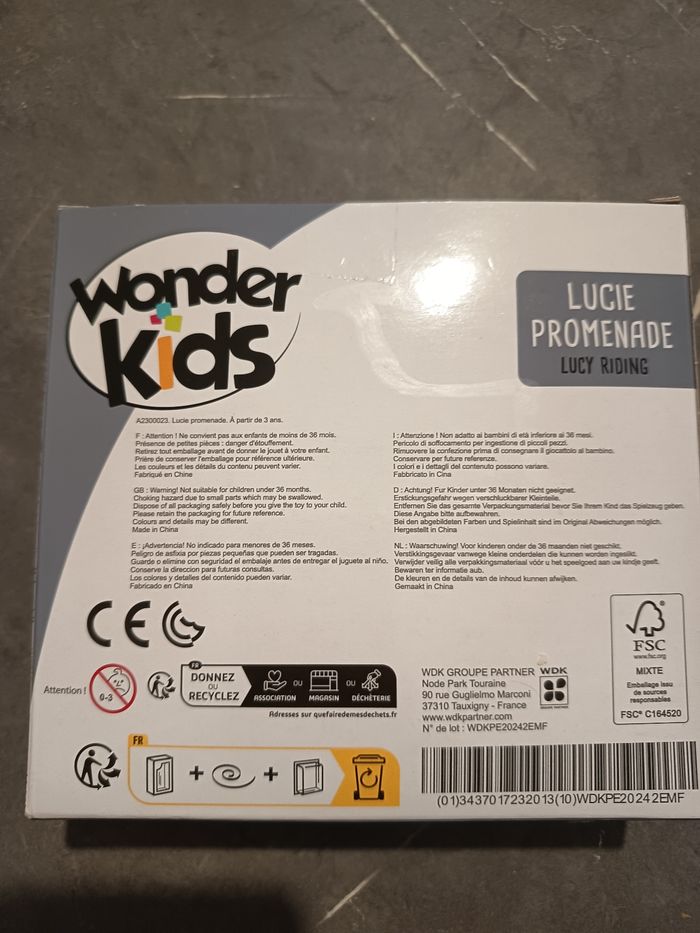 wonder
kids
LUCIE
PROMENADE
LUCY RIDING
A2300023. Lucie promenade. À partir de 3 ans.
F : Attention ! Ne convient pas aux enfants de moins de 36 mois.
Présence de petites pièces : danger d'étouffement.
Retirez tout emballage avant de donner le jouet à votre enfant.
Prière de conserver l'emballage pour référence ultérieure.
Les couleurs et les détails du contenu peuvent varier.
Fabriqué en Chine
GB : Warning! Not suitable for children under 36 months.
Choking hazard due to small parts which may be swallowed.
Dispose of all packaging safely before you give the toy to your child.
Please retain the packaging for future reference.
Colours and details may be different.
Made in China
E : ¡Advertencia! No indicado para menores de 36 meses.
Peligro de asfixia por piezas pequeñas que pueden ser tragadas.
Guarde o elimine con seguridad el embalaje antes de entregar el juguete al niño.
Conserve la direccion para futuras consultas.
Los colores y detalles del contenido pueden variar.
Fabricado en China
I : Attenzione ! Non adatto ai bambini di età inferiore ai 36 mesi.
Pericolo di soffocamento per ingestione di piccoli pezzi.
Rimuovere la confezione prima di consegnare il giocattolo al bambino.
Conservare per future referenze.
I colori e i dettagli del contenuto possono variare.
Fabbricato in Cina
D : Achtung! Fur Kinder unter 36 Monaten nicht geeignet.
Erstickungsgefahr wegen verschluckbarer Kleinteile.
Entfernen Sie das gesamte Verpackungsmaterial bevor Sie Ihrem Kind das Spielzeug geben.
Diese Angabe bitte aufbewahren.
Bei den abgebildeten Farben und Spielinhalt sind im Original Abweichungen möglich.
Hergestellt in China
NL : Waarschuwing! Voor kinderen onder de 36 maanden niet geschikt.
Verstikkingsgevaar vanwege kleine onderdelen die kunnen worden ingeslikt.
Verwijder veilig alle verpakkingsmateriaal vóór u het speelgoed aan uw kindje geeft.
Bewaren ter informatie aub.
De kleuren en de details van de inhoud kunnen afwijken.
Gemaakt in China
CE
Attention !
0-3
FR
DONNEZ
OU
RECYCLEZ
ASSOCIATION
OU
MAGASIN
OU
DÉCHÈTERIE
Adresses sur quefairedemesdechets.fr
FR
+
+
WDK GROUPE PARTNER
Node Park Touraine
90 rue Guglielmo Marconi
37310 Tauxigny - France
www.wdkpartner.com
N° de lot : WDKPE20242EMF
WDK
FSC
www.fsc.org
MIXTE
Emballage issu
de sources
responsables
FSC® C164520
(01)3437017232013(10)WDKPE20242EMF